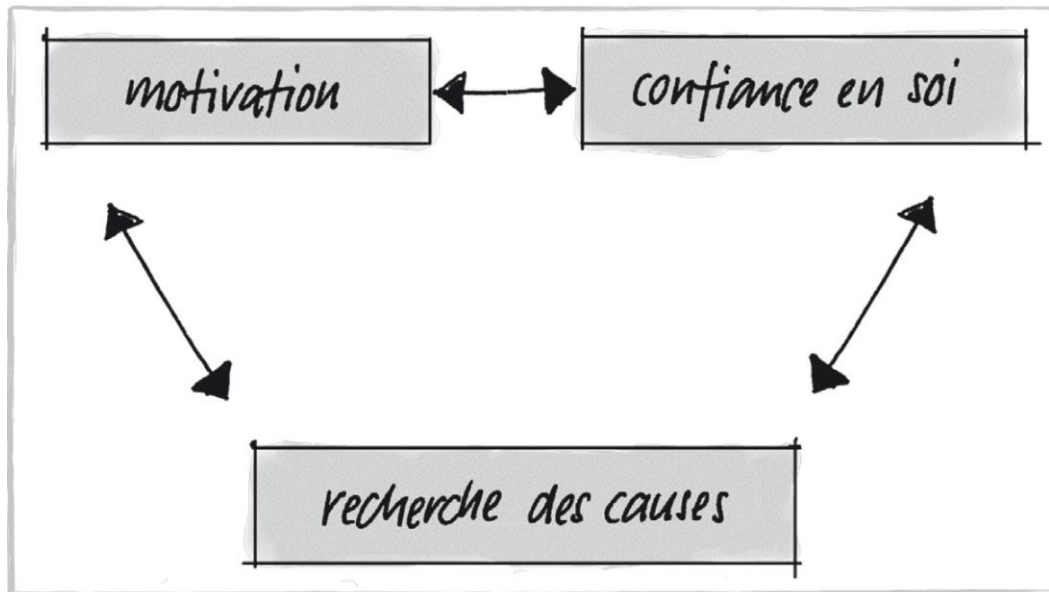 motivation
confiance en soi
recherche des causes